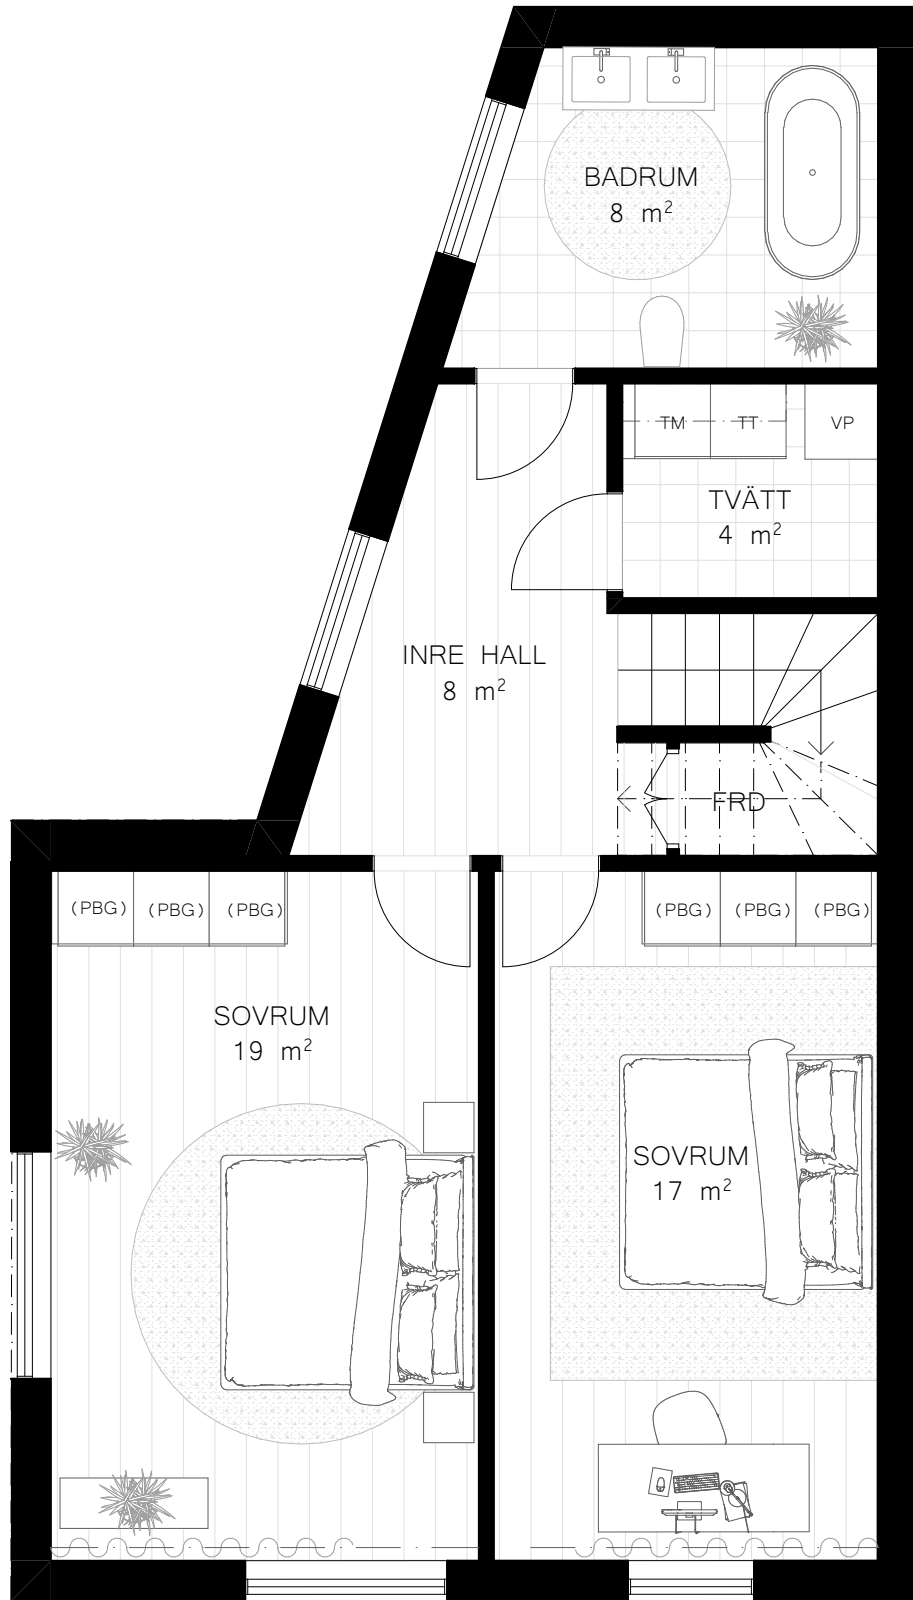 BADRUM
8 m²
TM TT VP
TVÄTT
4 m²
INRE HALL
8 m²
FRD
(PBG) (PBG) (PBG) (PBG) (PBG) (PBG)
SOVRUM
19 m²
SOVRUM
17 m²